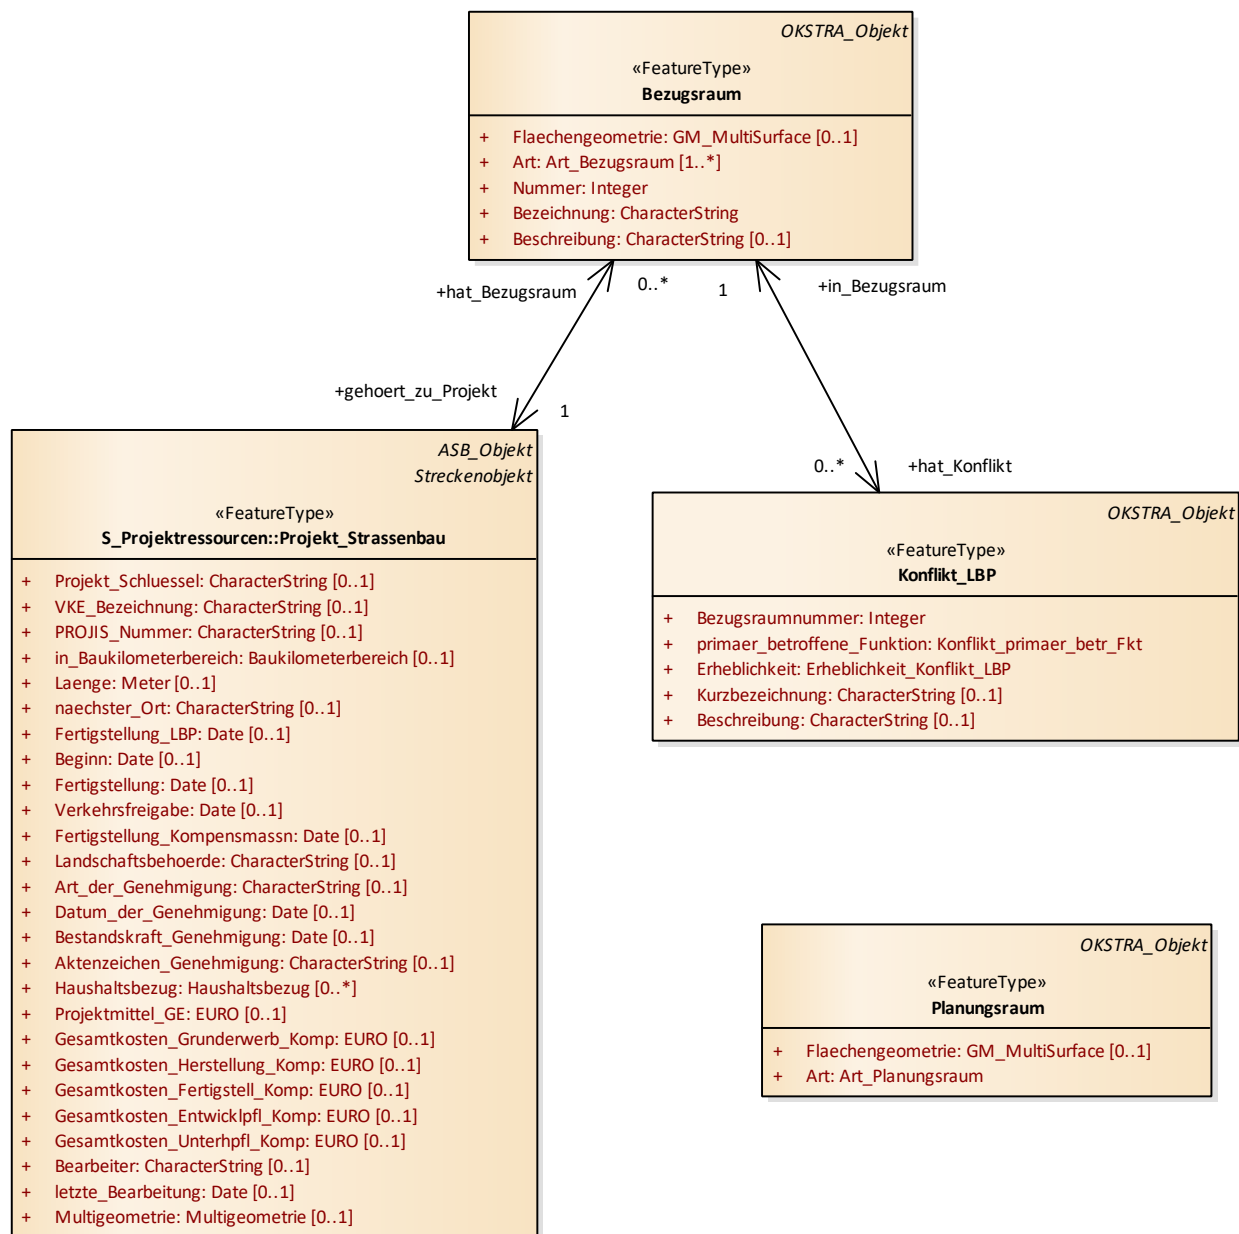 OKSTRA_Objekt
«FeatureType»
Bezugsraum
+ Flaechengeometrie: GM_MultiSurface [0..1]
+ Art: Art_Bezugsraum [1..*]
+ Nummer: Integer
+ Bezeichnung: CharacterString
+ Beschreibung: CharacterString [0..1]
+hat_Bezugsraum
0..*
1
+in_Bezugsraum
+gehoert_zu_Projekt
1
0..*
+hat_Konflikt
ASB_Objekt
Streckenobjekt
«FeatureType»
S_Projektressourcen::Projekt_Strassenbau
+ Projekt_Schluessel: CharacterString [0..1]
+ VKE_Bezeichnung: CharacterString [0..1]
+ PROJIS_Nummer: CharacterString [0..1]
+ in_Baukilometerbereich: Baukilometerbereich [0..1]
+ Laenge: Meter [0..1]
+ naechster_Ort: CharacterString [0..1]
+ Fertigstellung_LBP: Date [0..1]
+ Beginn: Date [0..1]
+ Fertigstellung: Date [0..1]
+ Verkehrsfreigabe: Date [0..1]
+ Fertigstellung_Kompensmassn: Date [0..1]
+ Landschaftsbehoerde: CharacterString [0..1]
+ Art_der_Genehmigung: CharacterString [0..1]
+ Datum_der_Genehmigung: Date [0..1]
+ Bestandskraft_Genehmigung: Date [0..1]
+ Aktenzeichen_Genehmigung: CharacterString [0..1]
+ Haushaltsbezug: Haushaltsbezug [0..*]
+ Projektmittel_GE: EURO [0..1]
+ Gesamtkosten_Grunderwerb_Komp: EURO [0..1]
+ Gesamtkosten_Herstellung_Komp: EURO [0..1]
+ Gesamtkosten_Fertigstell_Komp: EURO [0..1]
+ Gesamtkosten_Entwicklpfl_Komp: EURO [0..1]
+ Gesamtkosten_Unterhpfl_Komp: EURO [0..1]
+ Bearbeiter: CharacterString [0..1]
+ letzte_Bearbeitung: Date [0..1]
+ Multigeometrie: Multigeometrie [0..1]
OKSTRA_Objekt
«FeatureType»
Konflikt_LBP
+ Bezugsraumnummer: Integer
+ primaer_betroffene_Funktion: Konflikt_primaer_betr_Fkt
+ Erheblichkeit: Erheblichkeit_Konflikt_LBP
+ Kurzbezeichnung: CharacterString [0..1]
+ Beschreibung: CharacterString [0..1]
OKSTRA_Objekt
«FeatureType»
Planungsraum
+ Flaechengeometrie: GM_MultiSurface [0..1]
+ Art: Art_Planungsraum